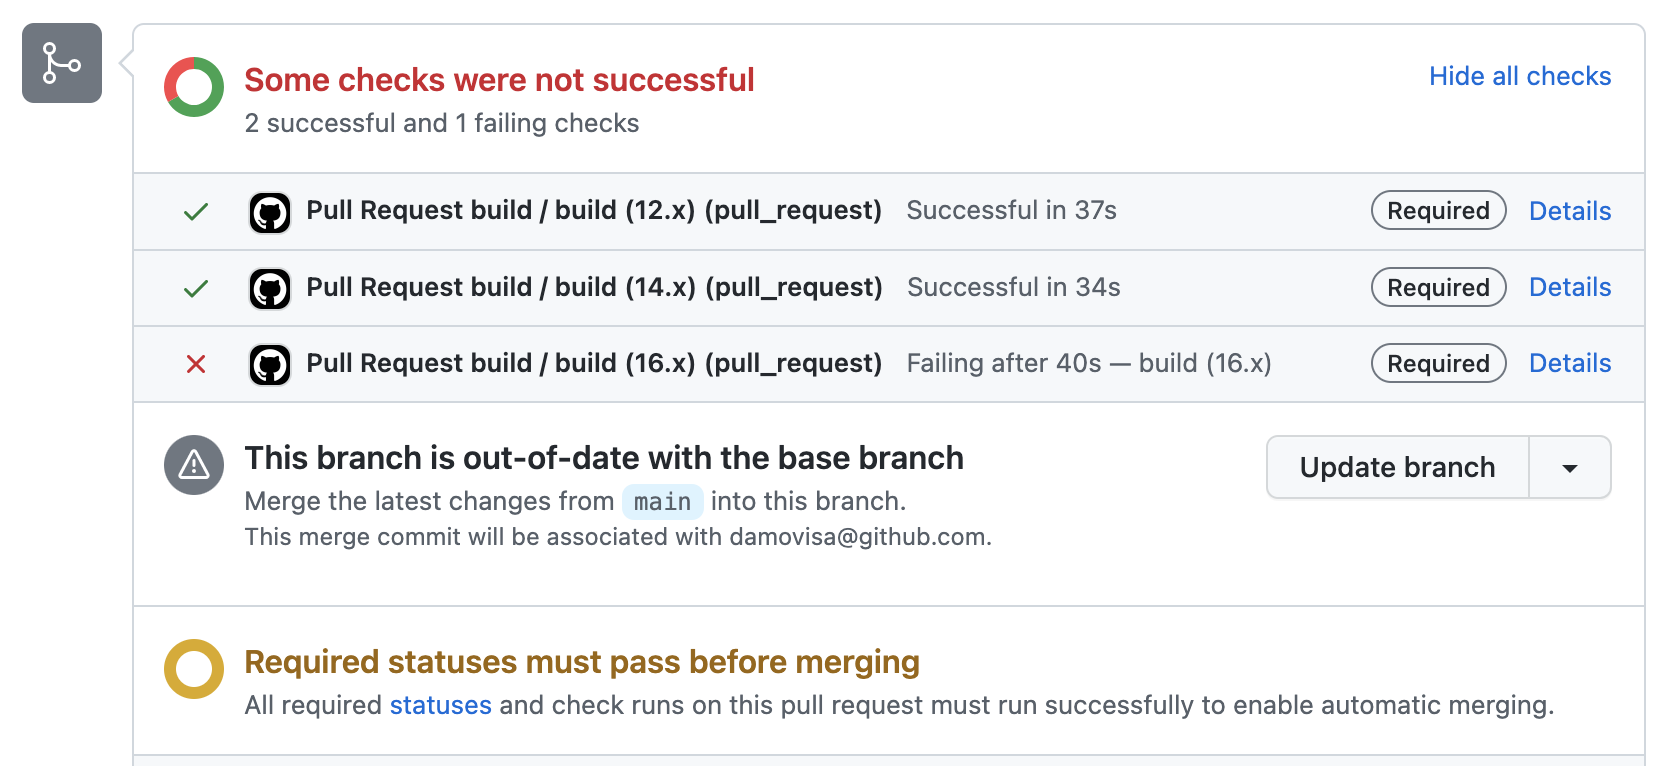 Some checks were not successful
Hide all checks
2 successful and 1 failing checks
Pull Request build / build (12.x) (pull_request) Successful in 37s Required Details
Pull Request build / build (14.x) (pull_request) Successful in 34s Required Details
Pull Request build / build (16.x) (pull_request) Failing after 40s — build (16.x) Required Details
This branch is out-of-date with the base branch
Update branch
Merge the latest changes from main into this branch.
This merge commit will be associated with damovisa@github.com.
Required statuses must pass before merging
All required statuses and check runs on this pull request must run successfully to enable automatic merging.